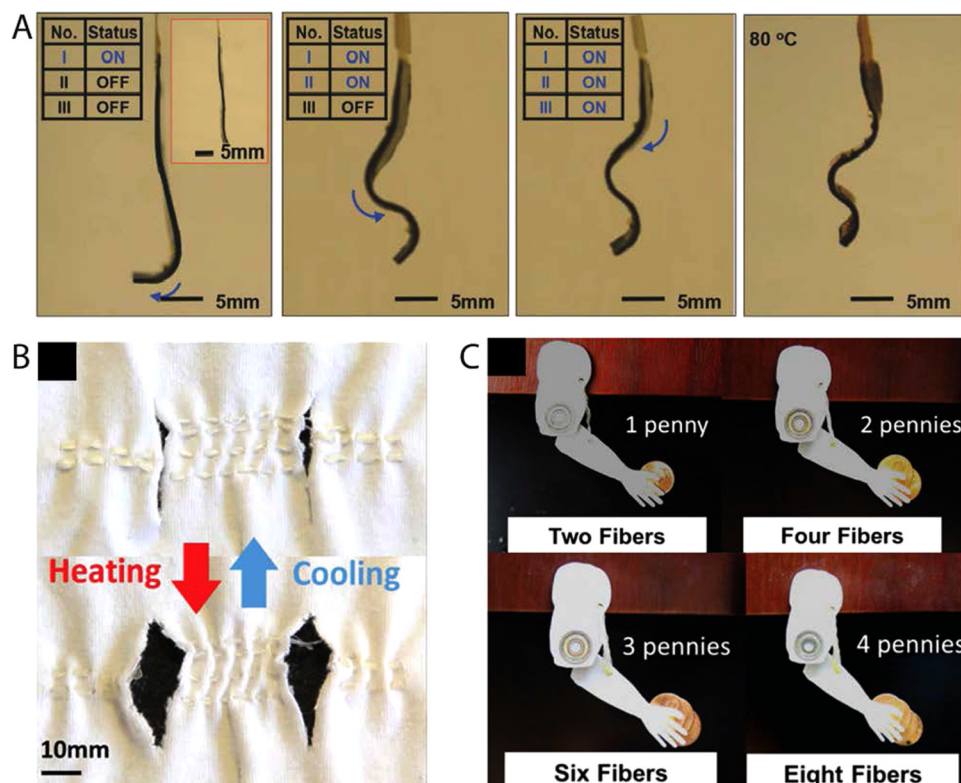 A
No. Status
I ON
II OFF
III OFF
5mm
5mm
No. Status
I ON
II ON
III OFF
5mm
No. Status
I ON
II ON
III ON
5mm
80 ºC
5mm
B
Heating
Cooling
10mm
C
1 penny
Two Fibers
2 pennies
Four Fibers
3 pennies
Six Fibers
4 pennies
Eight Fibers